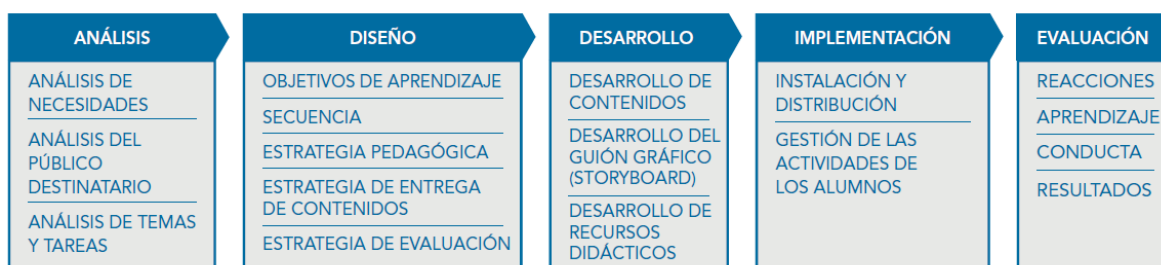 ANÁLISIS
ANÁLISIS DE
NECESIDADES
ANÁLISIS DEL
PÚBLICO
DESTINATARIO
ANÁLISIS DE TEMAS
Y TAREAS
DISEÑO
OBJETIVOS DE APRENDIZAJE
SECUENCIA
ESTRATEGIA PEDAGÓGICA
ESTRATEGIA DE ENTREGA
DE CONTENIDOS
ESTRATEGIA DE EVALUACIÓN
DESARROLLO
DESARROLLO DE
CONTENIDOS
DESARROLLO DEL
GUIÓN GRÁFICO
(STORYBOARD)
DESARROLLO DE
RECURSOS
DIDÁCTICOS
IMPLEMENTACIÓN
INSTALACIÓN Y
DISTRIBUCIÓN
GESTIÓN DE LAS
ACTIVIDADES DE
LOS ALUMNOS
EVALUACIÓN
REACCIONES
APRENDIZAJE
CONDUCTA
RESULTADOS